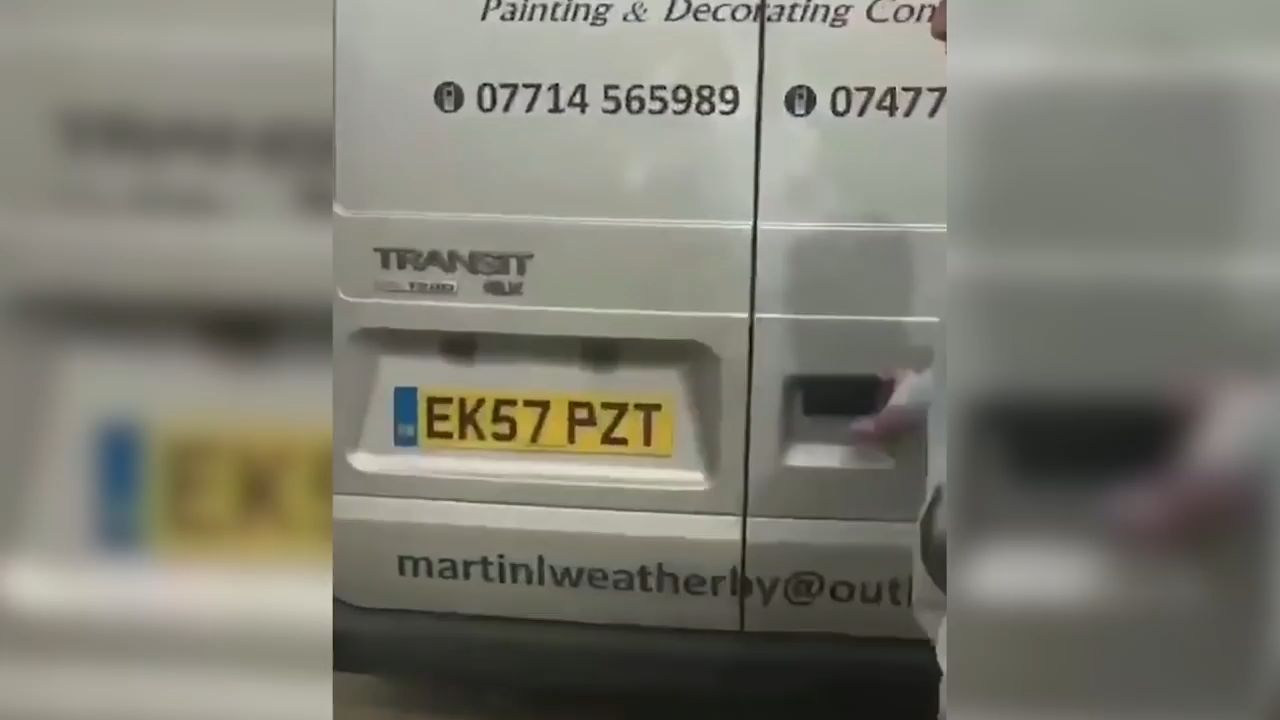 Painting & Decorating Con
07714 565989 07477
TRANSIT
EK57 PZT
martinlweatherby@outl